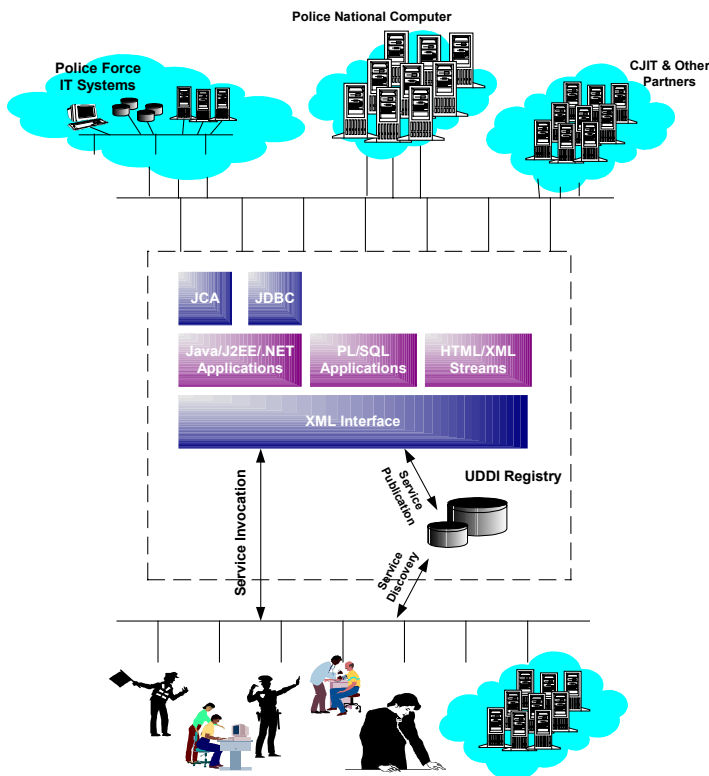 Police National Computer
Police Force
IT Systems
CJIT & Other
Partners
JCA
JDBC
Java/J2EE/.NET
Applications
PL/SQL
Applications
HTML/XML
Streams
XML Interface
Service Invocation
Service
Publication
UDDI Registry
Service
Discovery